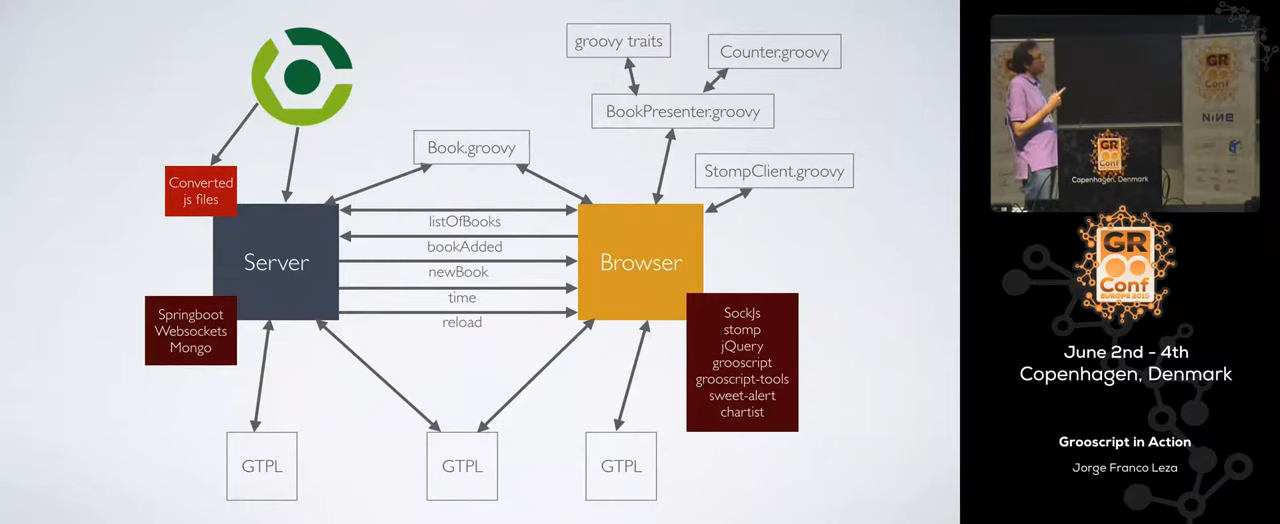 groovy traits
Counter.groovy
BookPresenter.groovy
Book.groovy
StompClient.groovy
Converted
js files
listOfBooks
bookAdded
newBook
time
reload
Server
Browser
Springboot
Websockets
Mongo
SockJs
stomp
jQuery
grooscript
grooscript-tools
sweet-alert
chartist
GTPL
GTPL
GTPL
GR
Conf
Copenhagen, Denmark
GR
NINE
GR
Conf
EUROPE 2015
June 2nd - 4th
Copenhagen, Denmark
Grooscript in Action
Jorge Franco Leza